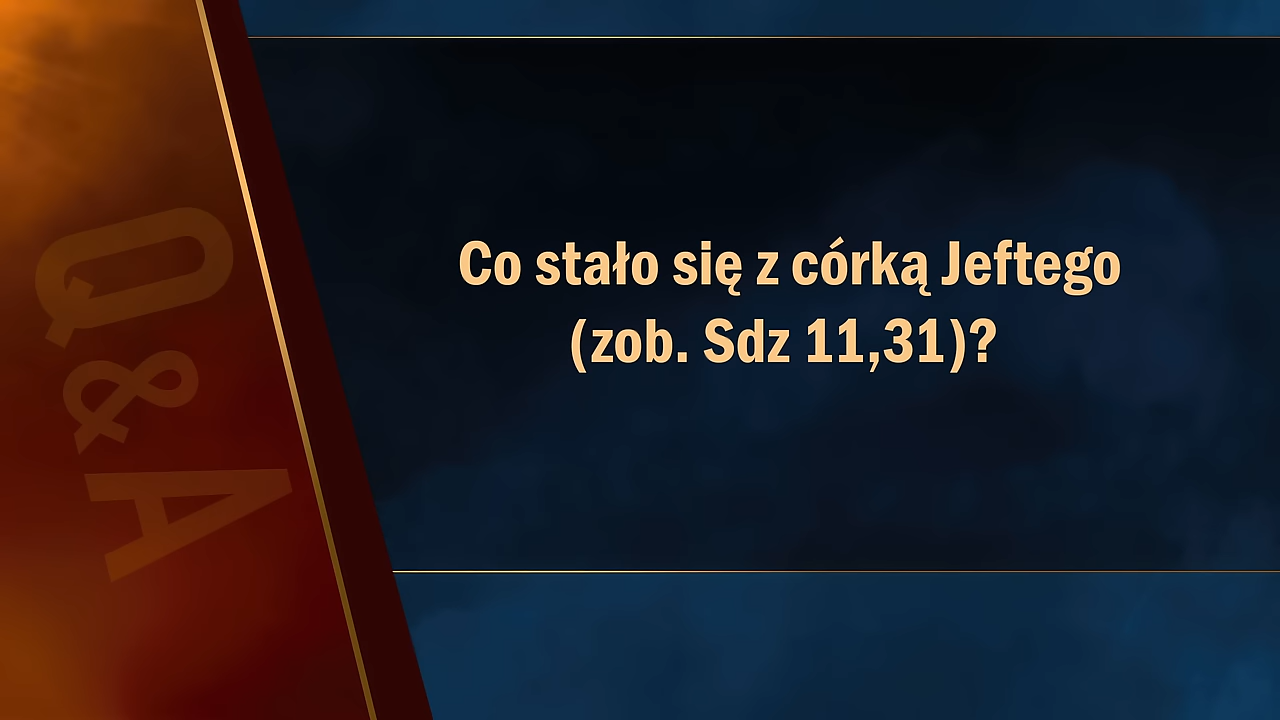 Q & A
Co stało się z córką Jeftego
(zob. Sdz 11,31)?